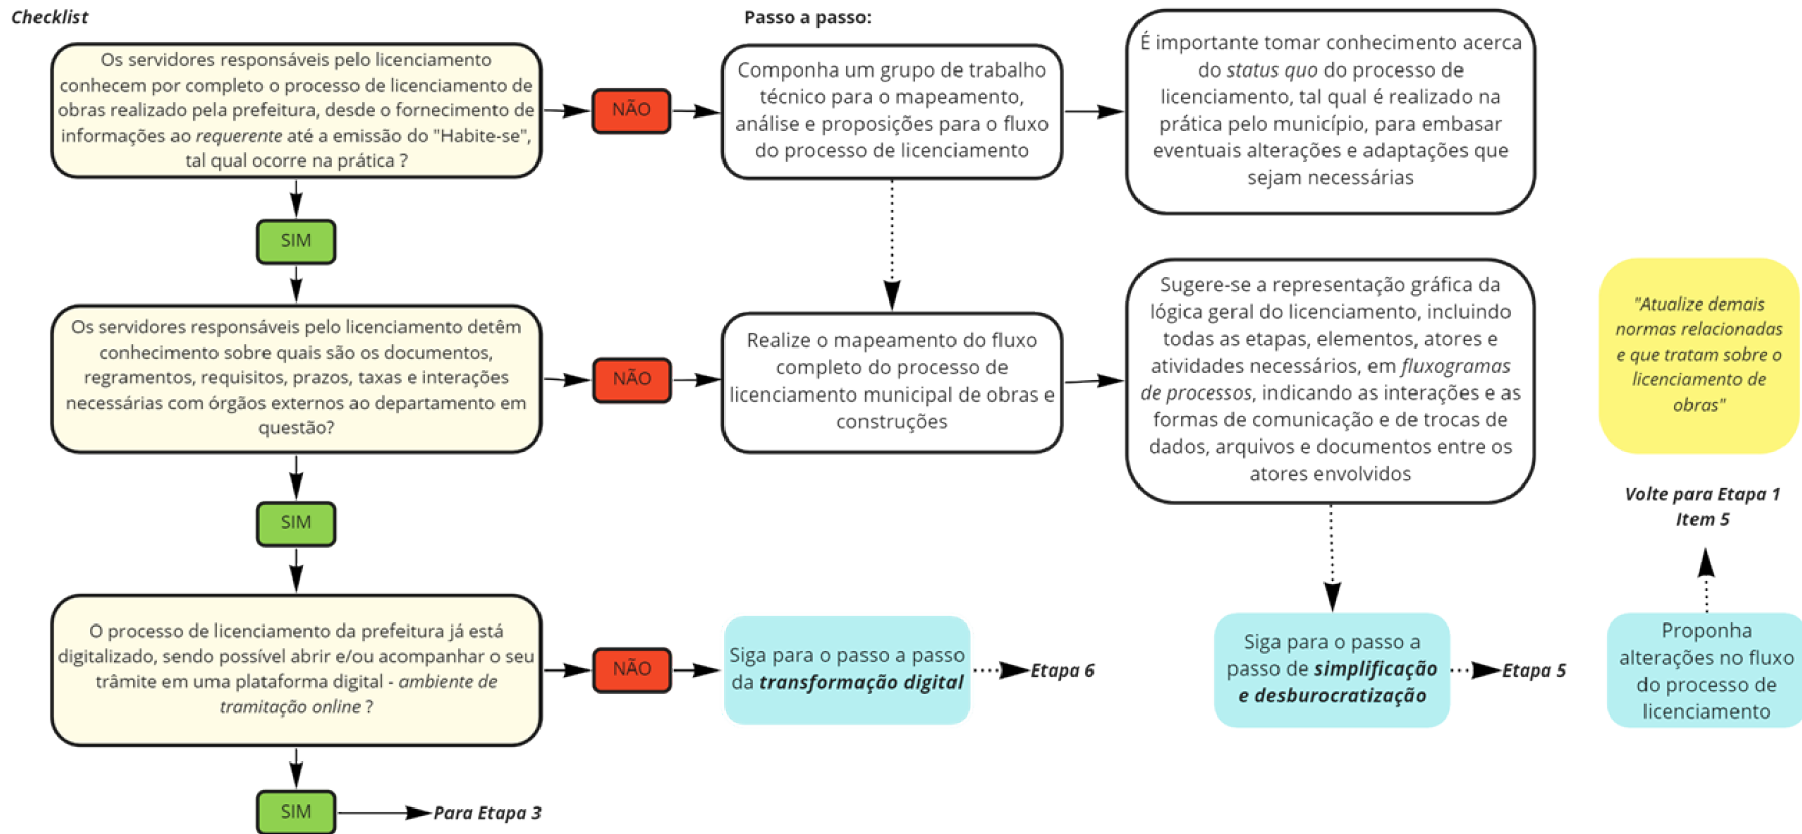 Checklist
Passo a passo:
Os servidores responsáveis pelo licenciamento
conhecem por completo o processo de licenciamento de
obras realizado pela prefeitura, desde o fornecimento de
informações ao requerente até a emissão do "Habite-se",
tal qual ocorre na prática ?
NÃO
Componha um grupo de trabalho
técnico para o mapeamento,
análise e proposições para o fluxo
do processo de licenciamento
É importante tomar conhecimento acerca
do status quo do processo de
licenciamento, tal qual é realizado na
prática pelo município, para embasar
eventuais alterações e adaptações que
sejam necessárias
SIM
Os servidores responsáveis pelo licenciamento detêm
conhecimento sobre quais são os documentos,
regramentos, requisitos, prazos, taxas e interações
necessárias com órgãos externos ao departamento em
questão?
NÃO
Realize o mapeamento do fluxo
completo do processo de
licenciamento municipal de obras e
construções
Sugere-se a representação gráfica da
lógica geral do licenciamento, incluindo
todas as etapas, elementos, atores e
atividades necessários, em fluxogramas
de processos, indicando as interações e as
formas de comunicação e de trocas de
dados, arquivos e documentos entre os
atores envolvidos
"Atualize demais
normas relacionadas
e que tratam sobre o
licenciamento de
obras"
Volte para Etapa 1
Item 5
SIM
O processo de licenciamento da prefeitura já está
digitalizado, sendo possível abrir e/ou acompanhar o seu
trâmite em uma plataforma digital - ambiente de
tramitação online ?
NÃO
Siga para o passo a passo
da transformação digital
Etapa 6
Siga para o passo a
passo de simplificação
e desburocratização
Etapa 5
Proponha
alterações no fluxo
do processo de
licenciamento
SIM
Para Etapa 3